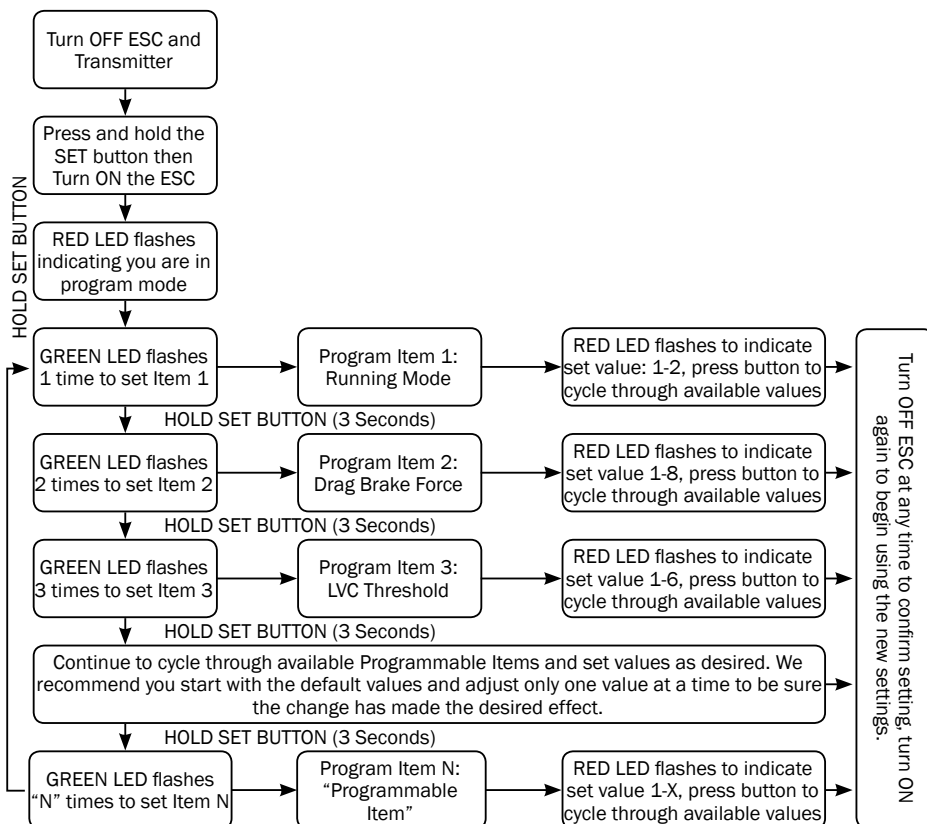 Turn OFF ESC and
Transmitter
Press and hold the
SET button then
Turn ON the ESC
HOLD SET BUTTON
RED LED flashes
indicating you are in
program mode
GREEN LED flashes
1 time to set Item 1
Program Item 1:
Running Mode
RED LED flashes to indicate
set value: 1-2, press button to
cycle through available values
HOLD SET BUTTON (3 Seconds)
GREEN LED flashes
2 times to set Item 2
Program Item 2:
Drag Brake Force
RED LED flashes to indicate
set value 1-8, press button to
cycle through available values
HOLD SET BUTTON (3 Seconds)
GREEN LED flashes
3 times to set Item 3
Program Item 3:
LVC Threshold
RED LED flashes to indicate
set value 1-6, press button to
cycle through available values
HOLD SET BUTTON (3 Seconds)
Continue to cycle through available Programmable Items and set values as desired. We
recommend you start with the default values and adjust only one value at a time to be sure
the change has made the desired effect.
HOLD SET BUTTON (3 Seconds)
GREEN LED flashes
“N” times to set Item N
Program Item N:
“Programmable
Item”
RED LED flashes to indicate
set value 1-X, press button to
cycle through available values
Turn OFF ESC at any time to confirm setting, turn ON
again to begin using the new settings.